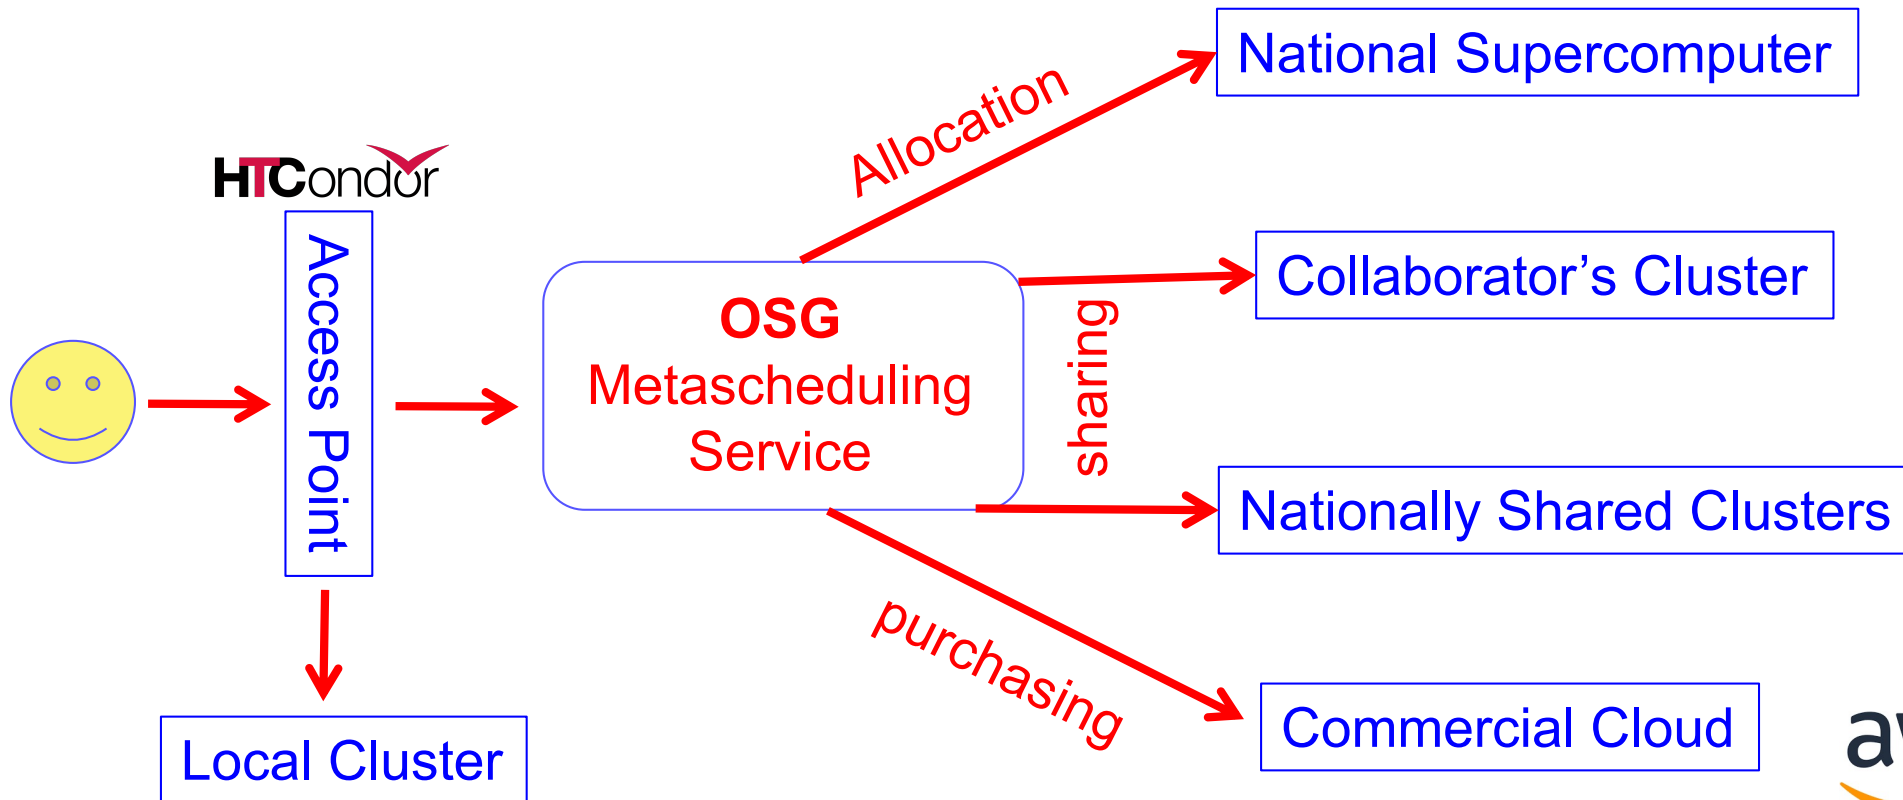 National Supercomputer
Allocation
HTCondor
Access Point
Collaborator’s Cluster
OSG
Metascheduling
Service
sharing
Nationally Shared Clusters
purchasing
Commercial Cloud
Local Cluster